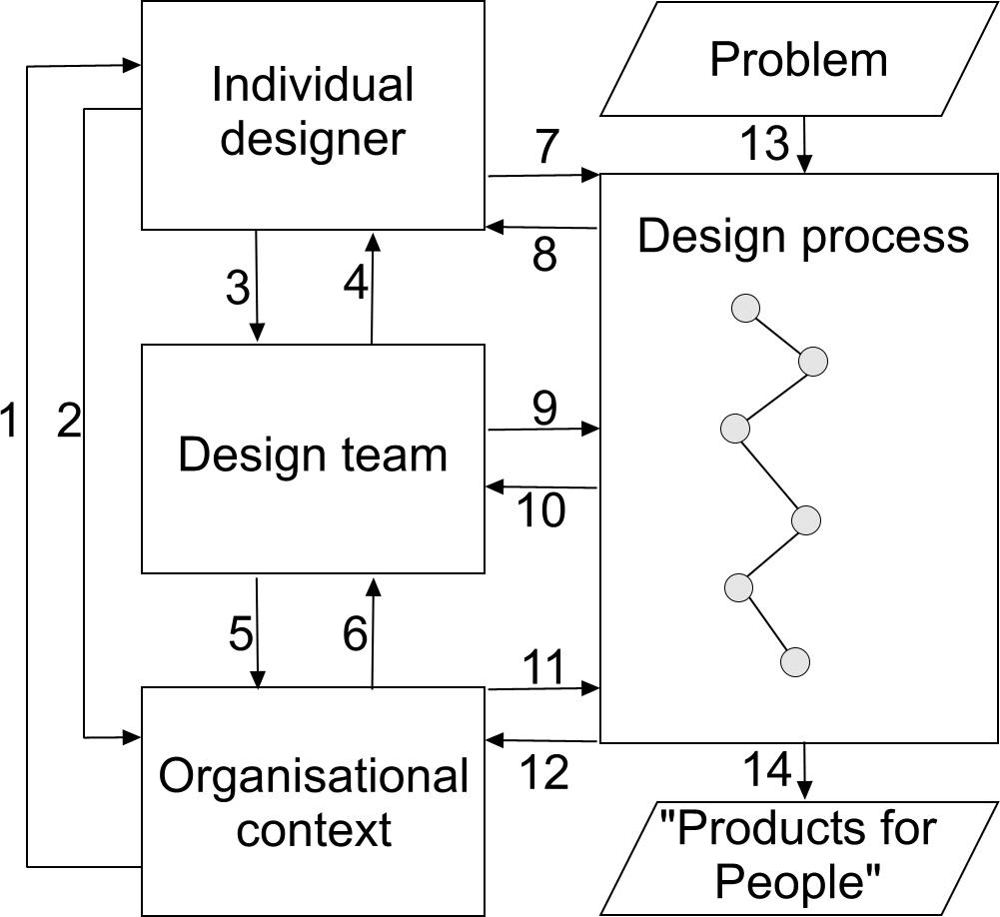 Individual
designer
Problem
13
7
8
Design process
3
4
1
2
9
Design team
10
5
6
11
12
14
Organisational
context
"Products for
People"